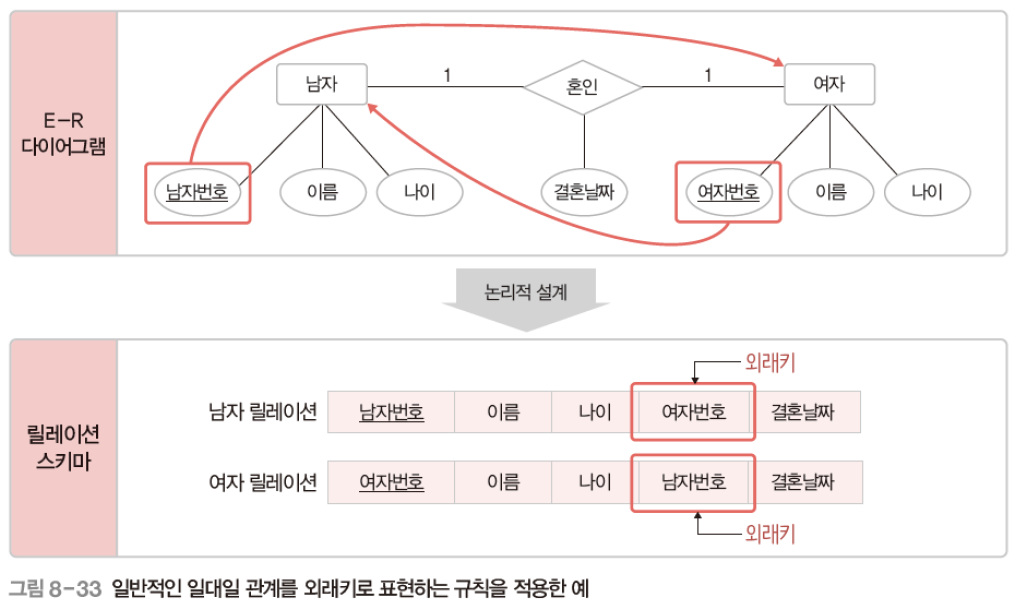 E-R
다이어그램
남자
1
혼인
1
여자
남자번호
이름
나이
결혼날짜
여자번호
이름
나이
논리적 설계
릴레이션
스키마
외래키
남자 릴레이션 남자번호 이름 나이 여자번호 결혼날짜
여자 릴레이션 여자번호 이름 나이 남자번호 결혼날짜
외래키
그림 8-33 일반적인 일대일 관계를 외래키로 표현하는 규칙을 적용한 예